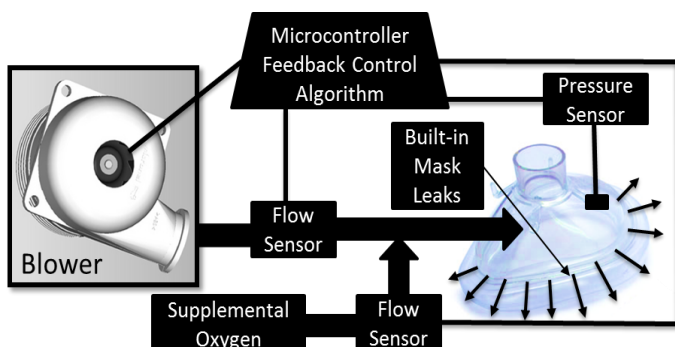 Microcontroller
Feedback Control
Algorithm
Pressure
Sensor
Built-in
Mask
Leaks
Flow
Sensor
Blower
Supplemental
Oxygen
Flow
Sensor